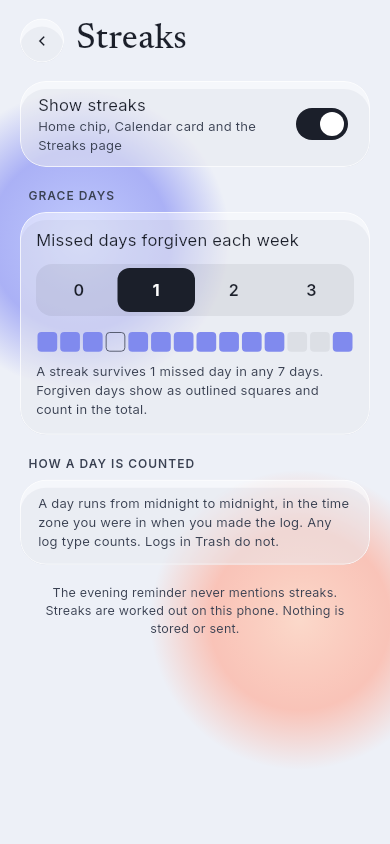 Streaks
Show streaks
Home chip, Calendar card and the
Streaks page
GRACE DAYS
Missed days forgiven each week
0 1 2 3
A streak survives 1 missed day in any 7 days.
Forgiven days show as outlined squares and
count in the total.
HOW A DAY IS COUNTED
A day runs from midnight to midnight, in the time
zone you were in when you made the log. Any
log type counts. Logs in Trash do not.
The evening reminder never mentions streaks.
Streaks are worked out on this phone. Nothing is
stored or sent.